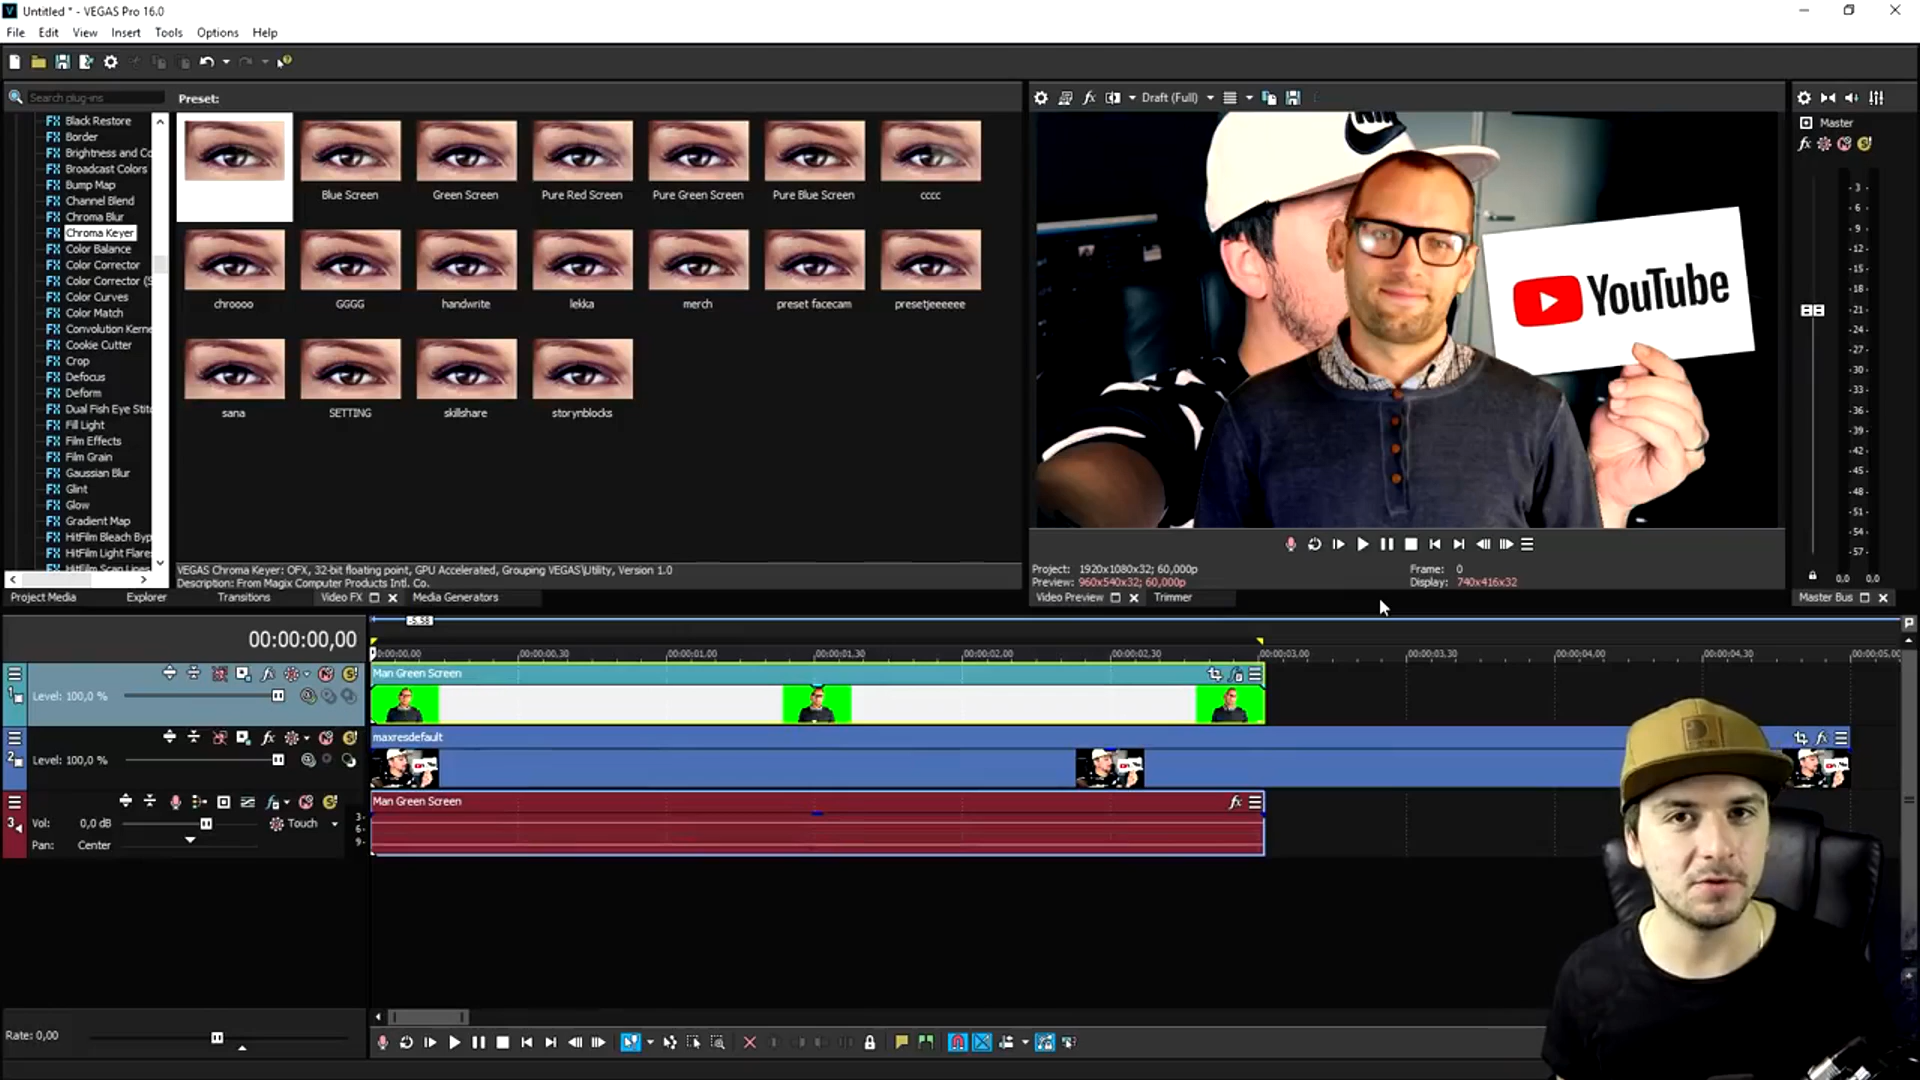 Untitled * - VEGAS Pro 16.0
File Edit View Insert Tools Options Help
Search plug-ins
Preset:
Black Restore
Border
Brightness and Co
Broadcast Colors
Bump Map
Channel Blend
Chroma Blur
Chroma Keyer
Color Balance
Color Corrector
Color Corrector (S
Color Curves
Color Match
Convolution Kerne
Cookie Cutter
Crop
Defocus
Deform
Dual Fish Eye Stit
Fill Light
Film Effects
Film Grain
Gaussian Blur
Glint
Glow
Gradient Map
HitFilm Bleach Byp
HitFilm Light Flares
HitFilm Scan Lines
Blue Screen Green Screen Pure Red Screen Pure Green Screen Pure Blue Screen cccc
chroooo GGGG handwrite lekka merch preset facecam presetjeeeeee
sana SETTING skillshare storynblocks
VEGAS Chroma Keyer: OFX, 32-bit floating point, GPU Accelerated, Grouping VEGAS\Utility, Version 1.0
Description: From Magix Computer Products Intl. Co.
Project Media Explorer Transitions Video FX Media Generators
Draft (Full)
YouTube
Project: 1920x1080x32; 60,000p
Preview: 960x540x32; 60,000p
Frame: 0
Display: 740x416x32
Video Preview Trimmer
Master
-3
-6
-9
-12
-15
-18
-21
-24
-27
-30
-33
-36
-39
-42
-45
-48
-51
-54
-57
0,0 0,0
Master Bus
-5.58
00:00:00,00
00:00:00,00 00:00:00,30 00:00:01,00 00:00:01,30 00:00:02,00 00:00:02,30 00:00:03,00 00:00:03,30 00:00:04,00 00:00:04,30 00:00:05,00
1
Level: 100,0 %
Man Green Screen
2
Level: 100,0 %
maxresdefault
3
Vol: 0,0 dB
Touch
Pan: Center
3
6
9
Man Green Screen
Rate: 0,00